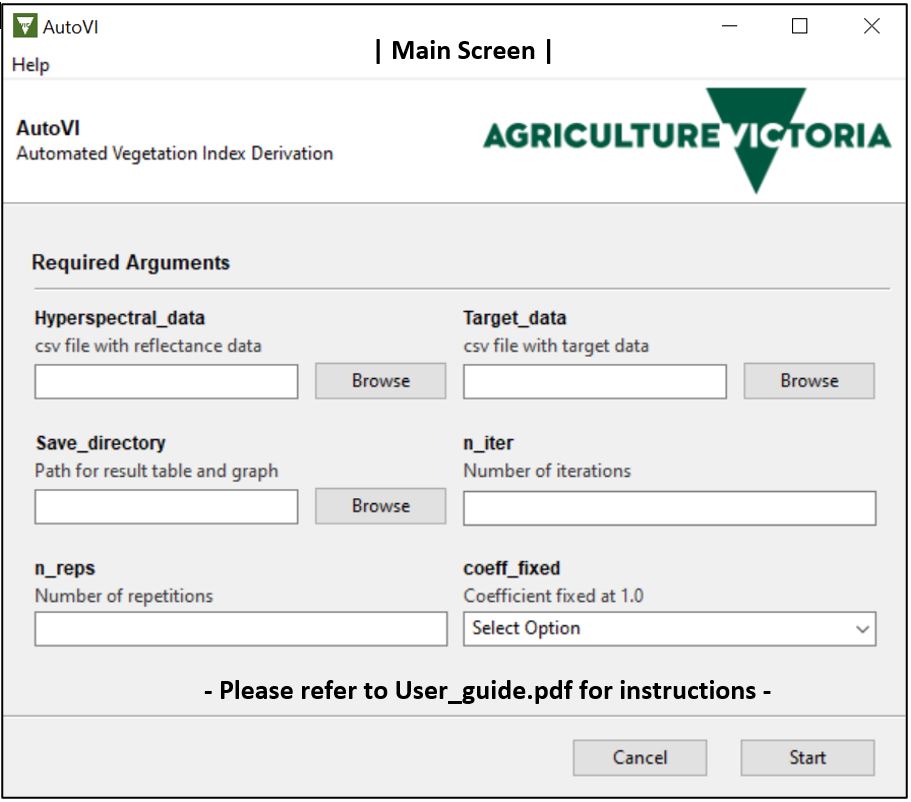 VIC
AutoVI
| Main Screen |
Help
AutoVI
Automated Vegetation Index Derivation
AGRICULTURE VICTORIA
Required Arguments
Hyperspectral_data
csv file with reflectance data
Browse
Target_data
csv file with target data
Browse
Save_directory
Path for result table and graph
Browse
n_iter
Number of iterations
n_reps
Number of repetitions
coeff_fixed
Coefficient fixed at 1.0
Select Option
- Please refer to User_guide.pdf for instructions -
Cancel
Start